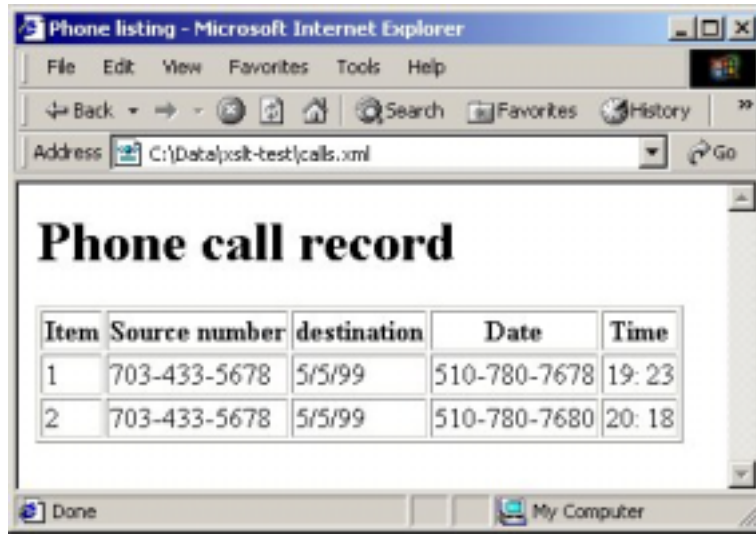 Phone listing - Microsoft Internet Explorer
File Edit View Favorites Tools Help
Back Search Favorites History »
Address C:\Data\xslt-test\calls.xml Go
Phone call record
Item Source number destination Date Time
1 703-433-5678 5/5/99 510-780-7678 19: 23
2 703-433-5678 5/5/99 510-780-7680 20: 18
Done My Computer